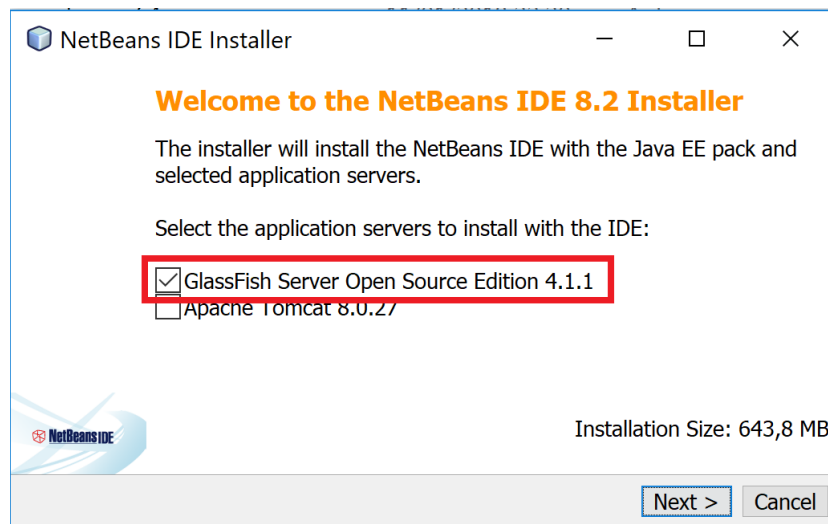 NetBeans IDE Installer
Welcome to the NetBeans IDE 8.2 Installer
The installer will install the NetBeans IDE with the Java EE pack and
selected application servers.
Select the application servers to install with the IDE:
GlassFish Server Open Source Edition 4.1.1
Apache Tomcat 8.0.27
NetBeans IDE
Installation Size: 643,8 MB
Next >
Cancel